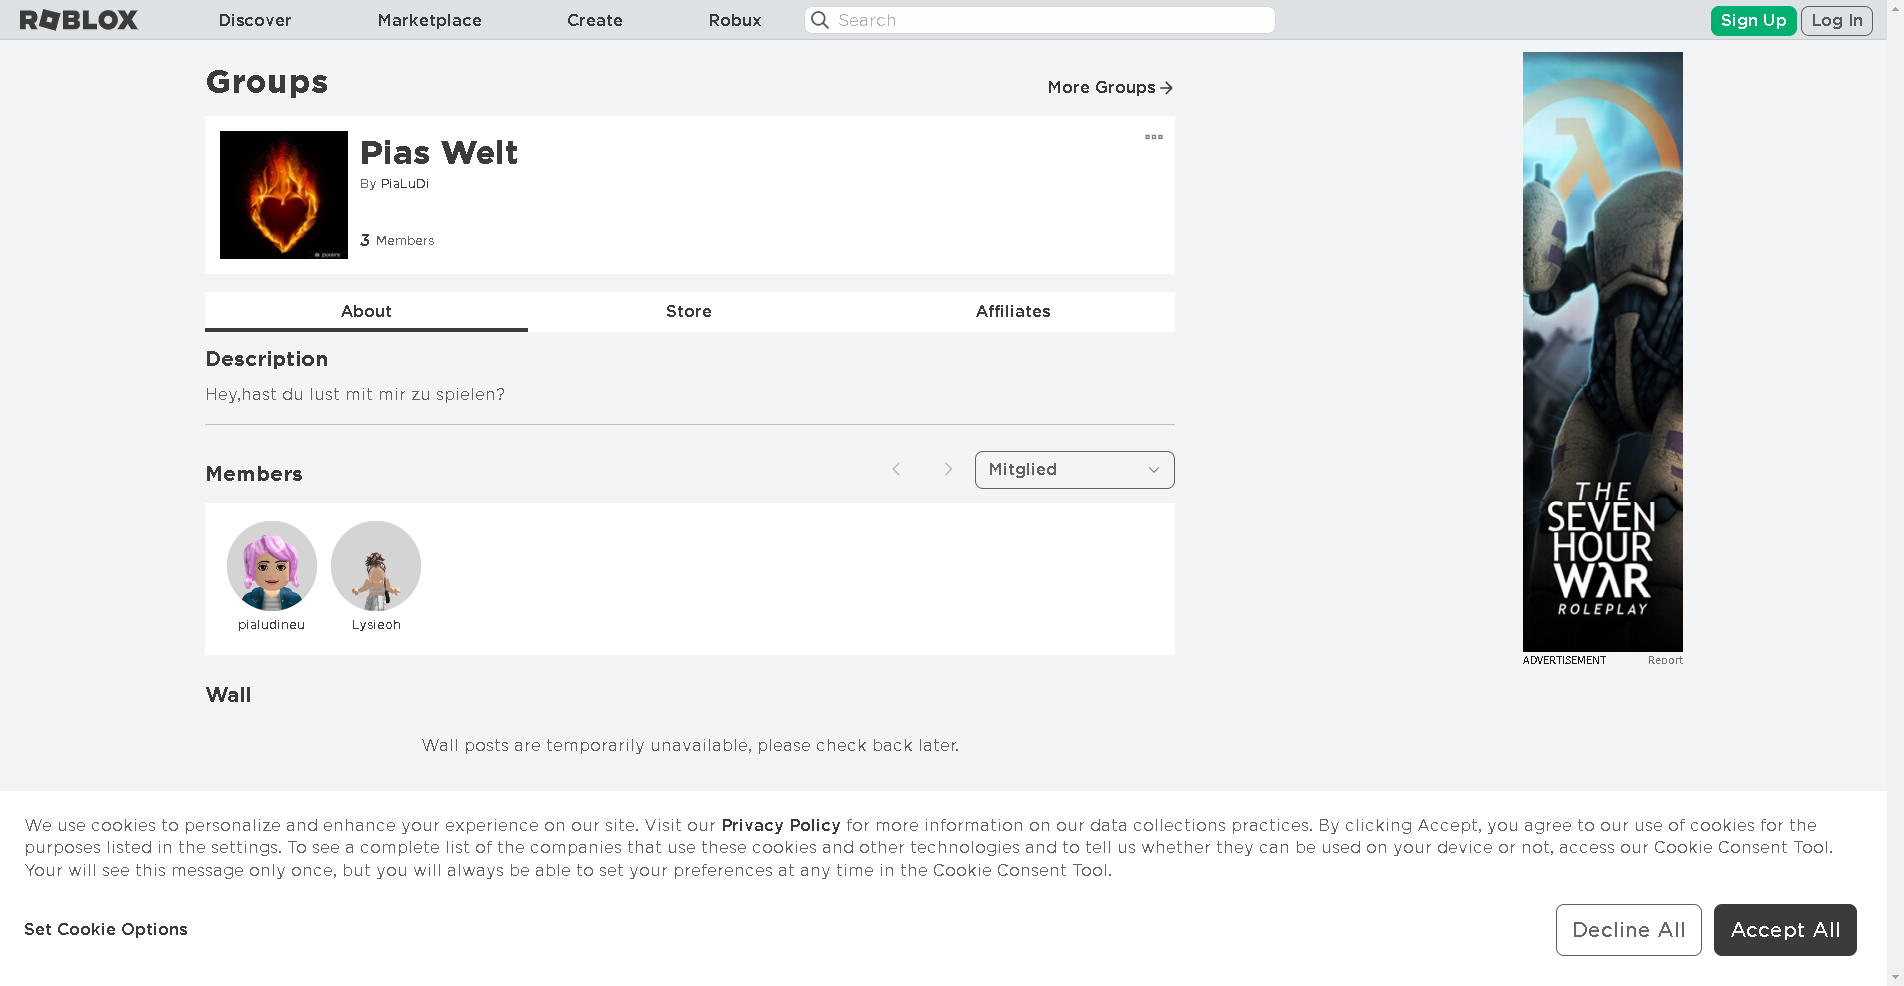 ROBLOX Discover Marketplace Create Robux Search Sign Up Log In
Groups
More Groups
Pias Welt
By PiaLuDi
3 Members
About Store Affiliates
Description
Hey,hast du lust mit mir zu spielen?
Members
Mitglied
pialudineu Lysieoh
Wall
Wall posts are temporarily unavailable, please check back later.
THE
SEVEN
HOUR
WAR
ROLEPLAY
ADVERTISEMENT Report
We use cookies to personalize and enhance your experience on our site. Visit our Privacy Policy for more information on our data collections practices. By clicking Accept, you agree to our use of cookies for the
purposes listed in the settings. To see a complete list of the companies that use these cookies and other technologies and to tell us whether they can be used on your device or not, access our Cookie Consent Tool.
Your will see this message only once, but you will always be able to set your preferences at any time in the Cookie Consent Tool.
Set Cookie Options
Decline All
Accept All